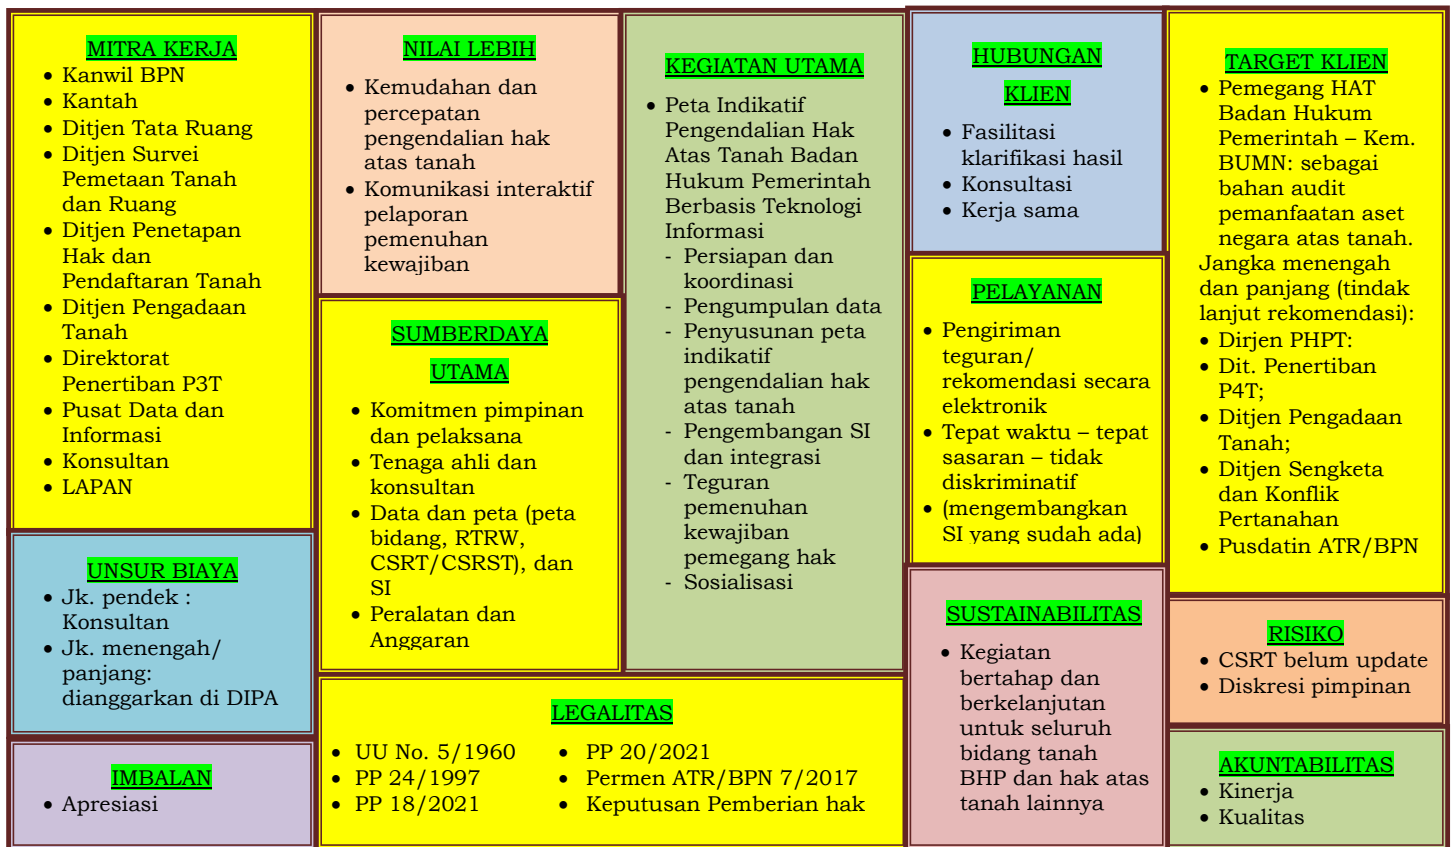 MITRA KERJA
• Kanwil BPN
• Kantah
• Ditjen Tata Ruang
• Ditjen Survei
Pemetaan Tanah
dan Ruang
• Ditjen Penetapan
Hak dan
Pendaftaran Tanah
• Ditjen Pengadaan
Tanah
• Direktorat
Penertiban P3T
• Pusat Data dan
Informasi
• Konsultan
• LAPAN
UNSUR BIAYA
• Jk. pendek :
Konsultan
• Jk. menengah/
panjang:
dianggarkan di DIPA
IMBALAN
• Apresiasi
NILAI LEBIH
• Kemudahan dan
percepatan
pengendalian hak
atas tanah
• Komunikasi interaktif
pelaporan
pemenuhan
kewajiban
SUMBERDAYA
UTAMA
• Komitmen pimpinan
dan pelaksana
• Tenaga ahli dan
konsultan
• Data dan peta (peta
bidang, RTRW,
CSRT/CSRST), dan
SI
• Peralatan dan
Anggaran
KEGIATAN UTAMA
• Peta Indikatif
Pengendalian Hak
Atas Tanah Badan
Hukum Pemerintah
Berbasis Teknologi
Informasi
- Persiapan dan
koordinasi
- Pengumpulan data
- Penyusunan peta
indikatif
pengendalian hak
atas tanah
- Pengembangan SI
dan integrasi
- Teguran
pemenuhan
kewajiban
pemegang hak
- Sosialisasi
LEGALITAS
• UU No. 5/1960
• PP 24/1997
• PP 18/2021
• PP 20/2021
• Permen ATR/BPN 7/2017
• Keputusan Pemberian hak
HUBUNGAN
KLIEN
• Fasilitasi
klarifikasi hasil
• Konsultasi
• Kerja sama
PELAYANAN
• Pengiriman
teguran/
rekomendasi secara
elektronik
• Tepat waktu – tepat
sasaran – tidak
diskriminatif
• (mengembangkan
SI yang sudah ada)
SUSTAINABILITAS
• Kegiatan
bertahap dan
berkelanjutan
untuk seluruh
bidang tanah
BHP dan hak atas
tanah lainnya
TARGET KLIEN
• Pemegang HAT
Badan Hukum
Pemerintah – Kem.
BUMN: sebagai
bahan audit
pemanfaatan aset
negara atas tanah.
Jangka menengah
dan panjang (tindak
lanjut rekomendasi):
• Dirjen PHPT:
• Dit. Penertiban
P4T;
• Ditjen Pengadaan
Tanah;
• Ditjen Sengketa
dan Konflik
Pertanahan
• Pusdatin ATR/BPN
RISIKO
• CSRT belum update
• Diskresi pimpinan
AKUNTABILITAS
• Kinerja
• Kualitas